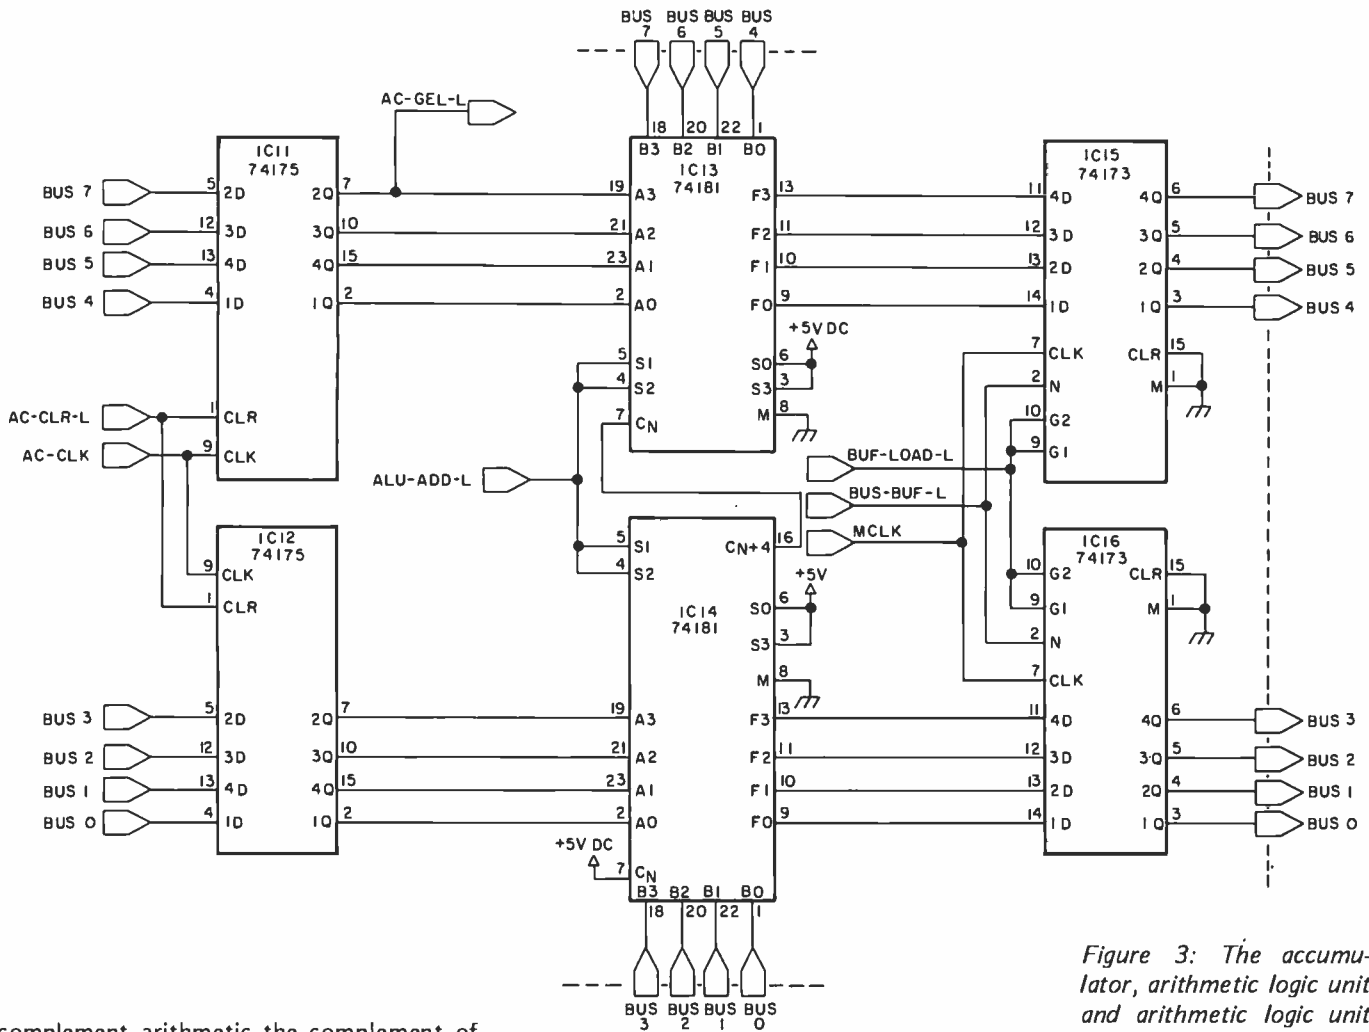 BUS 7
BUS 6
BUS 5
BUS 4
AC-GEL-L
18 20 22 1
B3 B2 B1 B0
IC11
74175
IC13
74181
IC15
74173
BUS 7 5 2D 2Q 7 19 A3 F3 13 11 4D 4Q 6 BUS 7
BUS 6 12 3D 3Q 10 21 A2 F2 11 12 3D 3Q 5 BUS 6
BUS 5 13 4D 4Q 15 23 A1 F1 10 13 2D 2Q 4 BUS 5
BUS 4 4 1D 1Q 2 2 A0 F0 9 14 1D 1Q 3 BUS 4
+5V DC
5 S1 S0 6 7 CLK CLR 15
4 S2 S3 3 2 N M 1
AC-CLR-L 1 CLR 7 CN M 8 10 G2
AC-CLK 9 CLK 9 G1
BUF-LOAD-L
ALU-ADD-L
BUS-BUF-L
MCLK
IC12
74175
IC14
74181
IC16
74173
5 S1 CN+4 16
9 CLK 4 S2 +5V 10 G2 CLR 15
1 CLR S0 6 9 G1 M 1
S3 3 2 N
M 8 7 CLK
BUS 3 5 2D 2Q 7 19 A3 F3 13 11 4D 4Q 6 BUS 3
BUS 2 12 3D 3Q 10 21 A2 F2 11 12 3D 3Q 5 BUS 2
BUS 1 13 4D 4Q 15 23 A1 F1 10 13 2D 2Q 4 BUS 1
BUS 0 4 1D 1Q 2 2 A0 F0 9 14 1D 1Q 3 BUS 0
+5V DC
7 CN
B3 B2 B1 B0
18 20 22 1
BUS 3
BUS 2
BUS 1
BUS 0
Figure 3: The accumu-
lator, arithmetic logic unit
and arithmetic logic unit
complement arithmetic the complement of